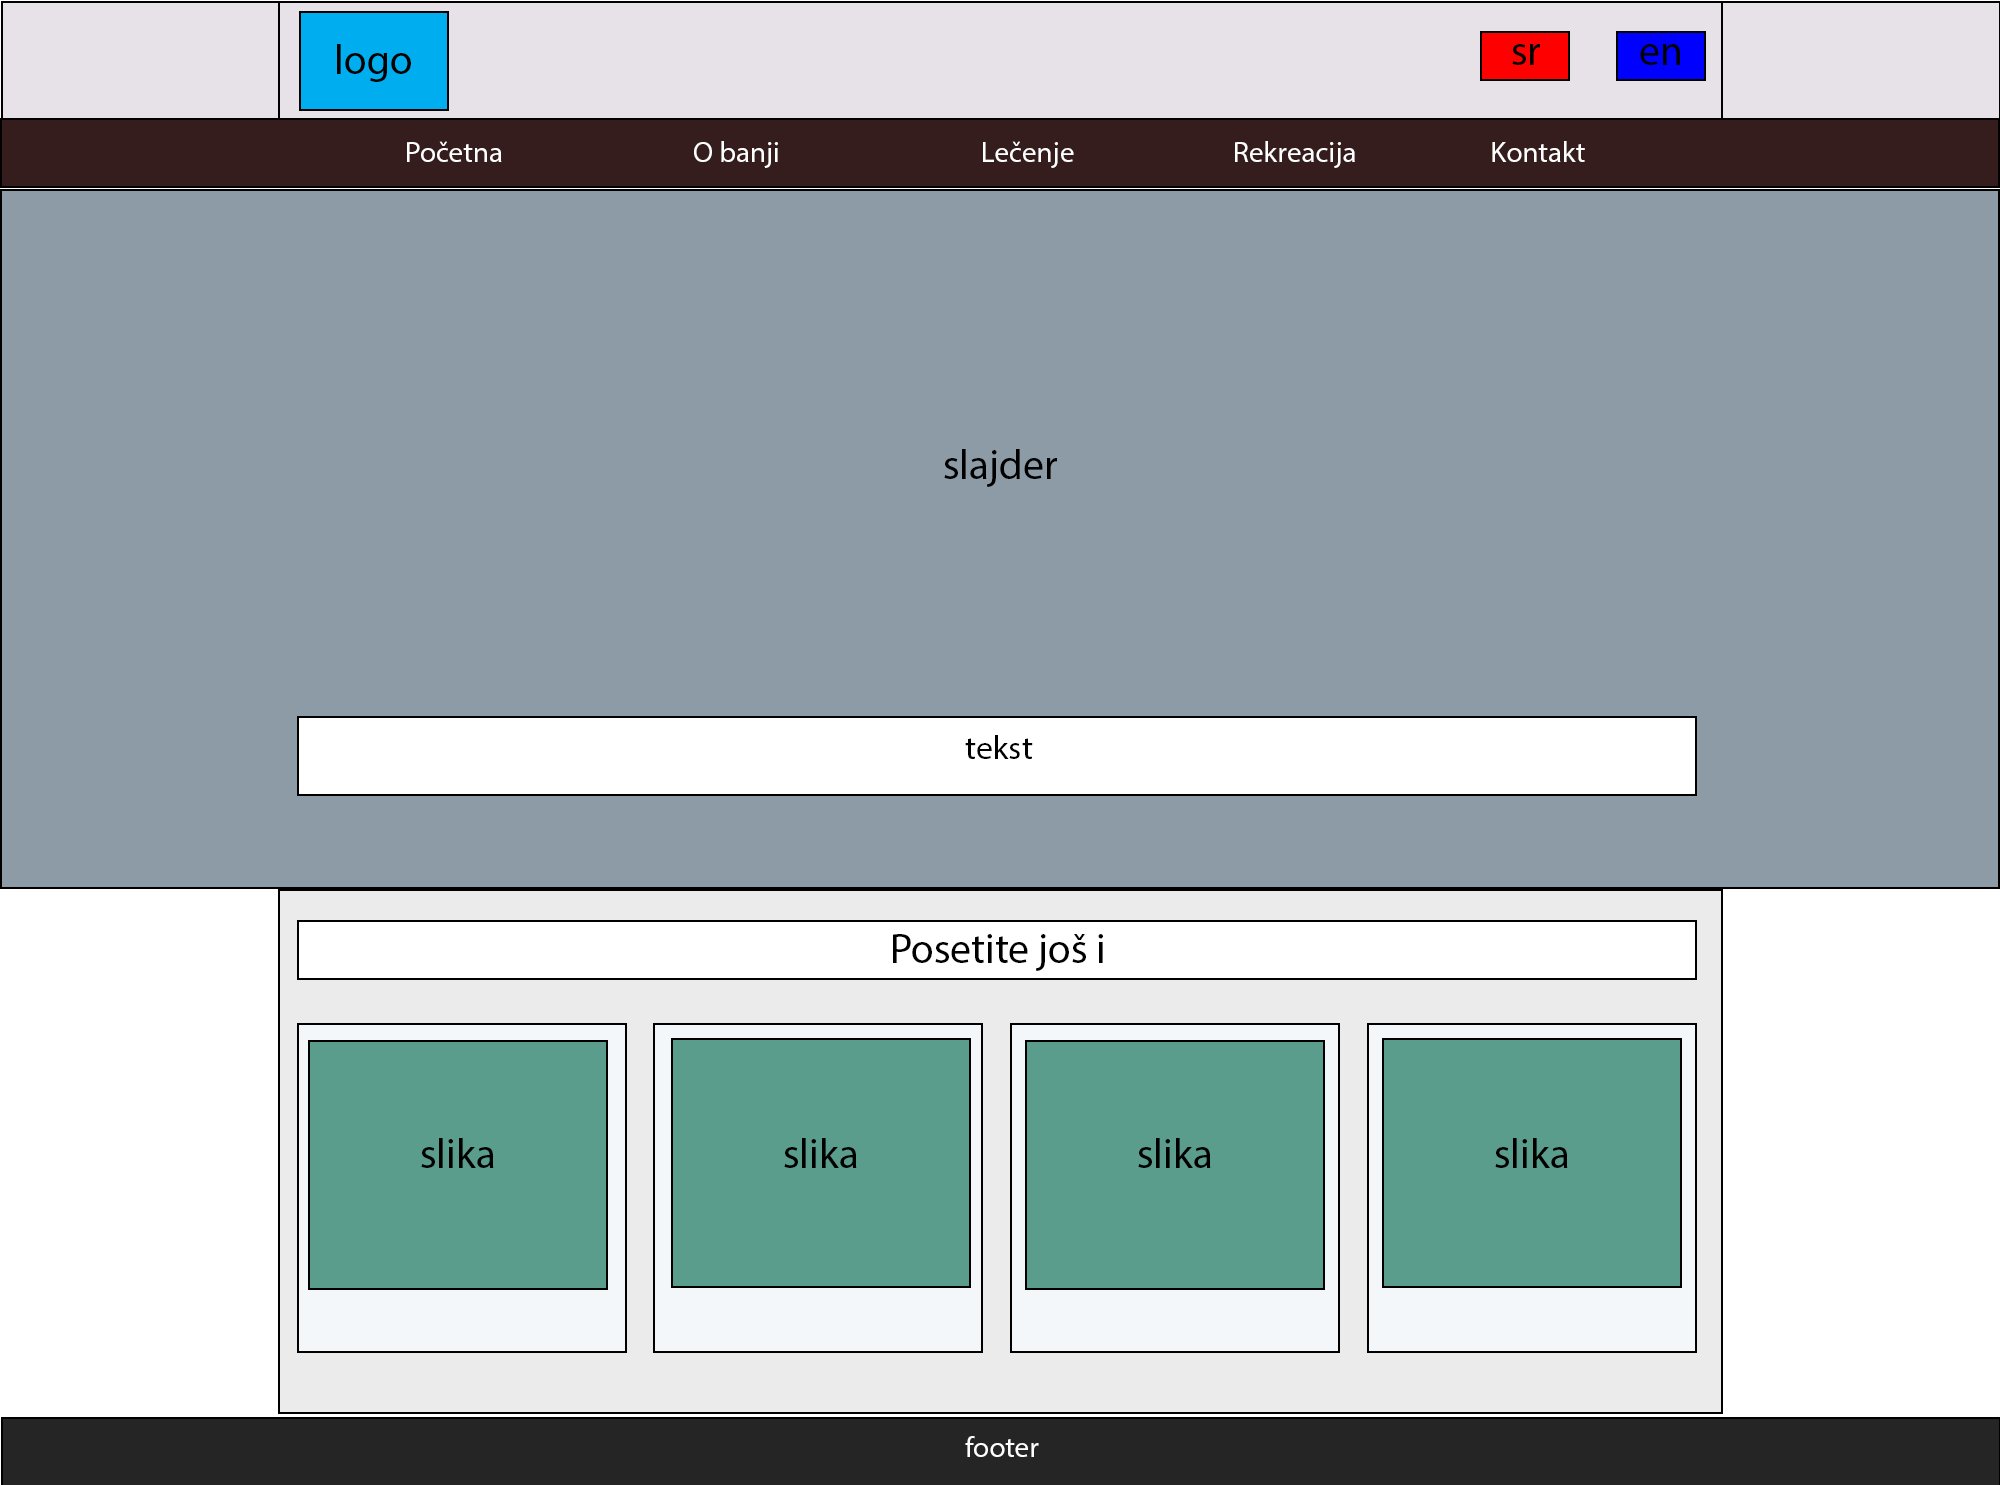 logo
sr
en
Početna
O banji
Lečenje
Rekreacija
Kontakt
slajder
tekst
Posetite još i
slika
slika
slika
slika
footer